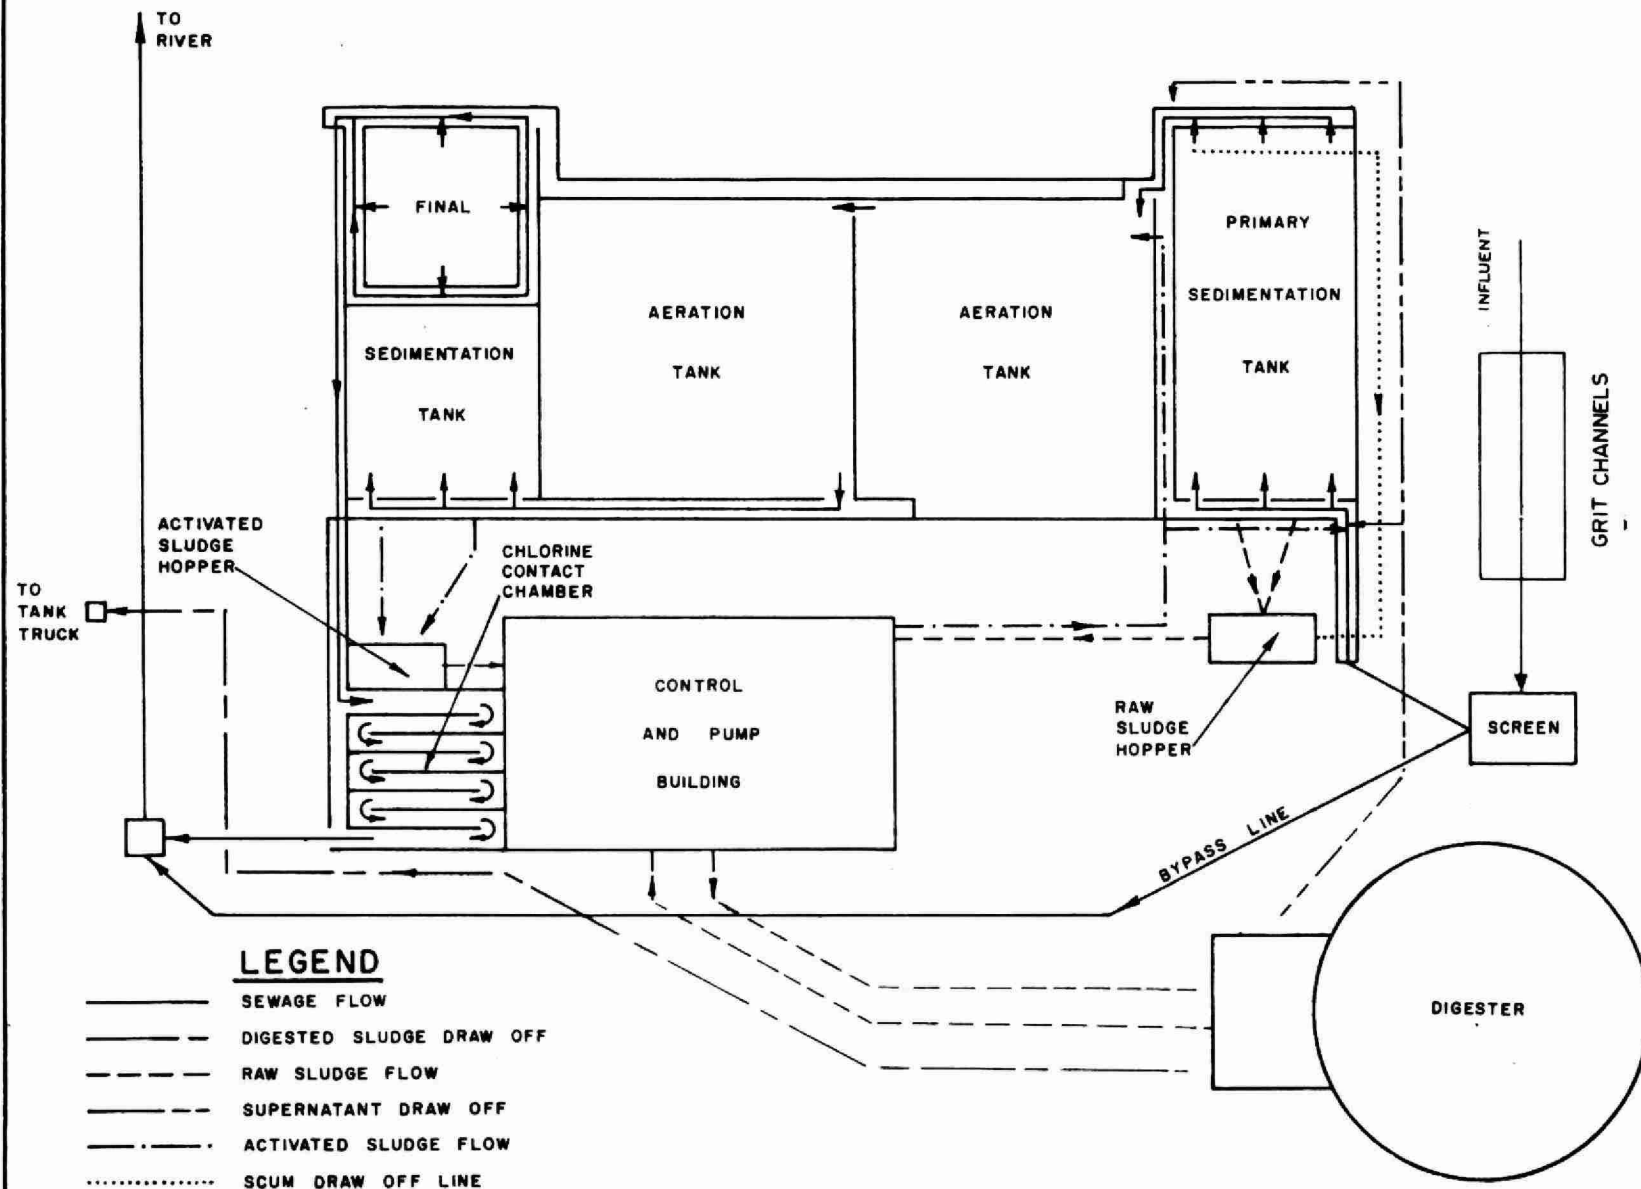 TO
RIVER
FINAL
SEDIMENTATION
TANK
AERATION
TANK
AERATION
TANK
PRIMARY
SEDIMENTATION
TANK
INFLUENT
GRIT CHANNELS
ACTIVATED
SLUDGE
HOPPER
CHLORINE
CONTACT
CHAMBER
TO
TANK
TRUCK
CONTROL
AND PUMP
BUILDING
RAW
SLUDGE
HOPPER
SCREEN
BYPASS LINE
DIGESTER
LEGEND
SEWAGE FLOW
DIGESTED SLUDGE DRAW OFF
RAW SLUDGE FLOW
SUPERNATANT DRAW OFF
ACTIVATED SLUDGE FLOW
SCUM DRAW OFF LINE